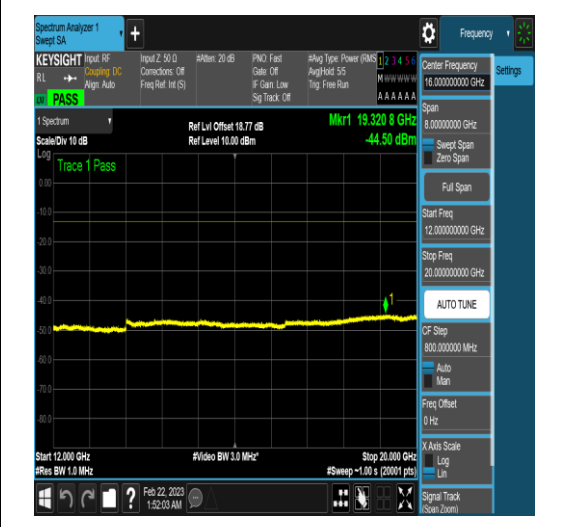 Spectrum Analyzer 1
Swept SA
Frequency
KEYSIGHT
RL
PASS
Input: RF
Coupling: DC
Align: Auto
Input Z: 50 Ω
Corrections: Off
Freq Ref: Int (S)
#Atten: 20 dB
PNO: Fast
Gate: Off
IF Gain: Low
Sig Track: Off
#Avg Type: Power (RMS
Avg|Hold: 5/5
Trig: Free Run
1 2 3 4 5 6
M W W W W W
A A A A A A
Center Frequency
16.000000000 GHz
Settings
Span
8.00000000 GHz
Swept Span
Zero Span
Full Span
Start Freq
12.000000000 GHz
Stop Freq
20.000000000 GHz
AUTO TUNE
CF Step
800.000000 MHz
Auto
Man
Freq Offset
0 Hz
X Axis Scale
Log
Lin
Signal Track
(Span Zoom)
1 Spectrum
Scale/Div 10 dB
Ref Lvl Offset 18.77 dB
Ref Level 10.00 dBm
Mkr1 19.320 8 GHz
-44.50 dBm
Log
Trace 1 Pass
0.00
-10.0
-20.0
-30.0
-40.0
-50.0
-60.0
-70.0
-80.0
1
Start 12.000 GHz
#Res BW 1.0 MHz
#Video BW 3.0 MHz*
Stop 20.000 GHz
#Sweep ~1.00 s (20001 pts)
Feb 22, 2023
1:52:03 AM